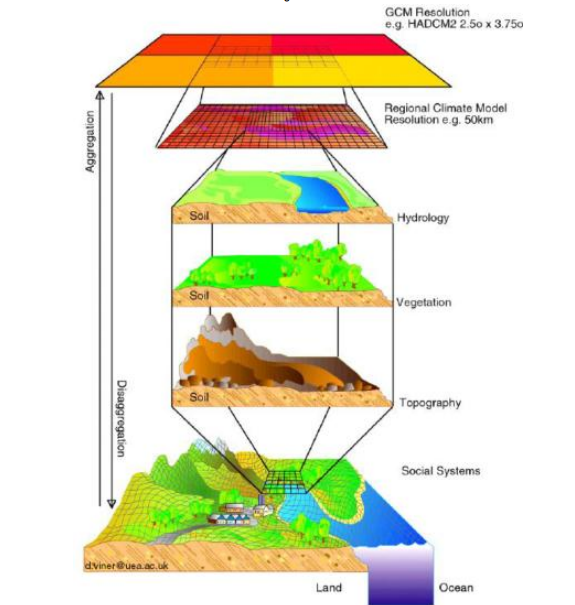 GCM Resolution
e.g. HADCM2 2.5o x 3.75o
Regional Climate Model
Resolution e.g. 50km
Aggregation
Soil
Hydrology
Soil
Vegetation
Soil
Topography
Disaggregation
Social Systems
d.viner@uea.ac.uk
Land
Ocean